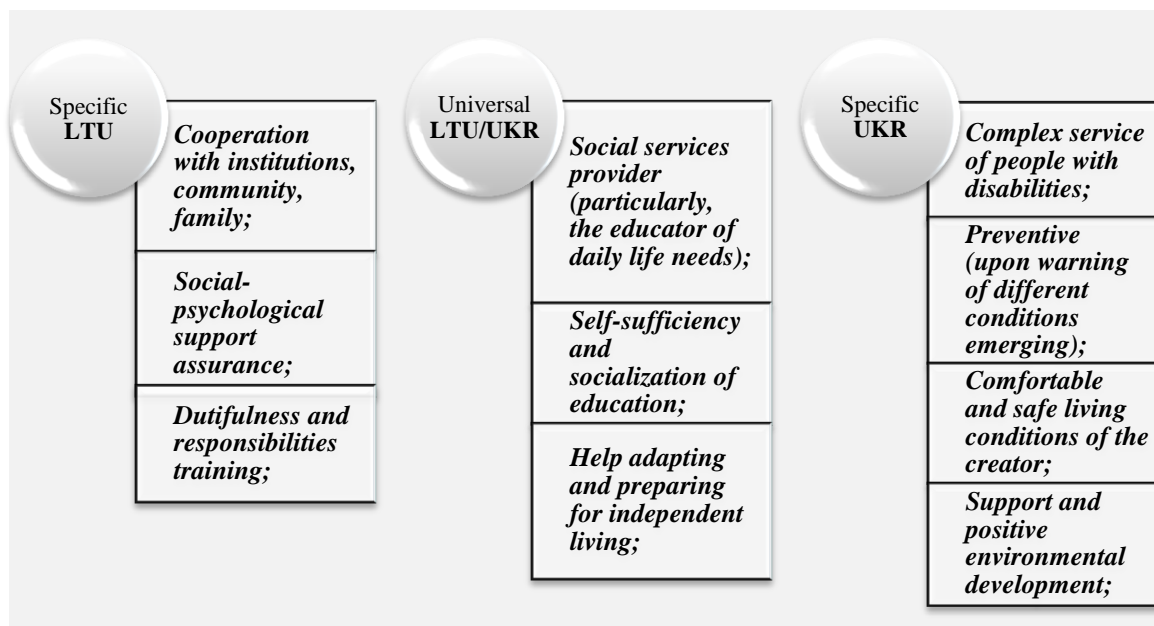 Specific
LTU
Cooperation
with institutions,
community,
family;
Social-
psychological
support
assurance;
Dutifulness and
responsibilities
training;
Universal
LTU/UKR
Social services
provider
(particularly,
the educator of
daily life needs);
Self-sufficiency
and
socialization of
education;
Help adapting
and preparing
for independent
living;
Specific
UKR
Complex service
of people with
disabilities;
Preventive
(upon warning
of different
conditions
emerging);
Comfortable
and safe living
conditions of the
creator;
Support and
positive
environmental
development;